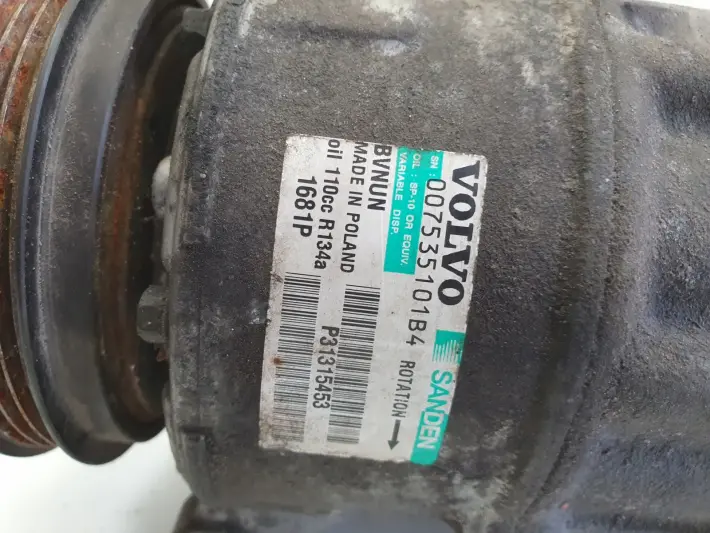 VOLVO
SANDEN
SN: 007535101B4 ROTATION →
OIL : SP-10 OR EQUIV.
VARIABLE DISP.
BVNUN
MADE IN POLAND
oil 110cc R134a
1681P
P31315453